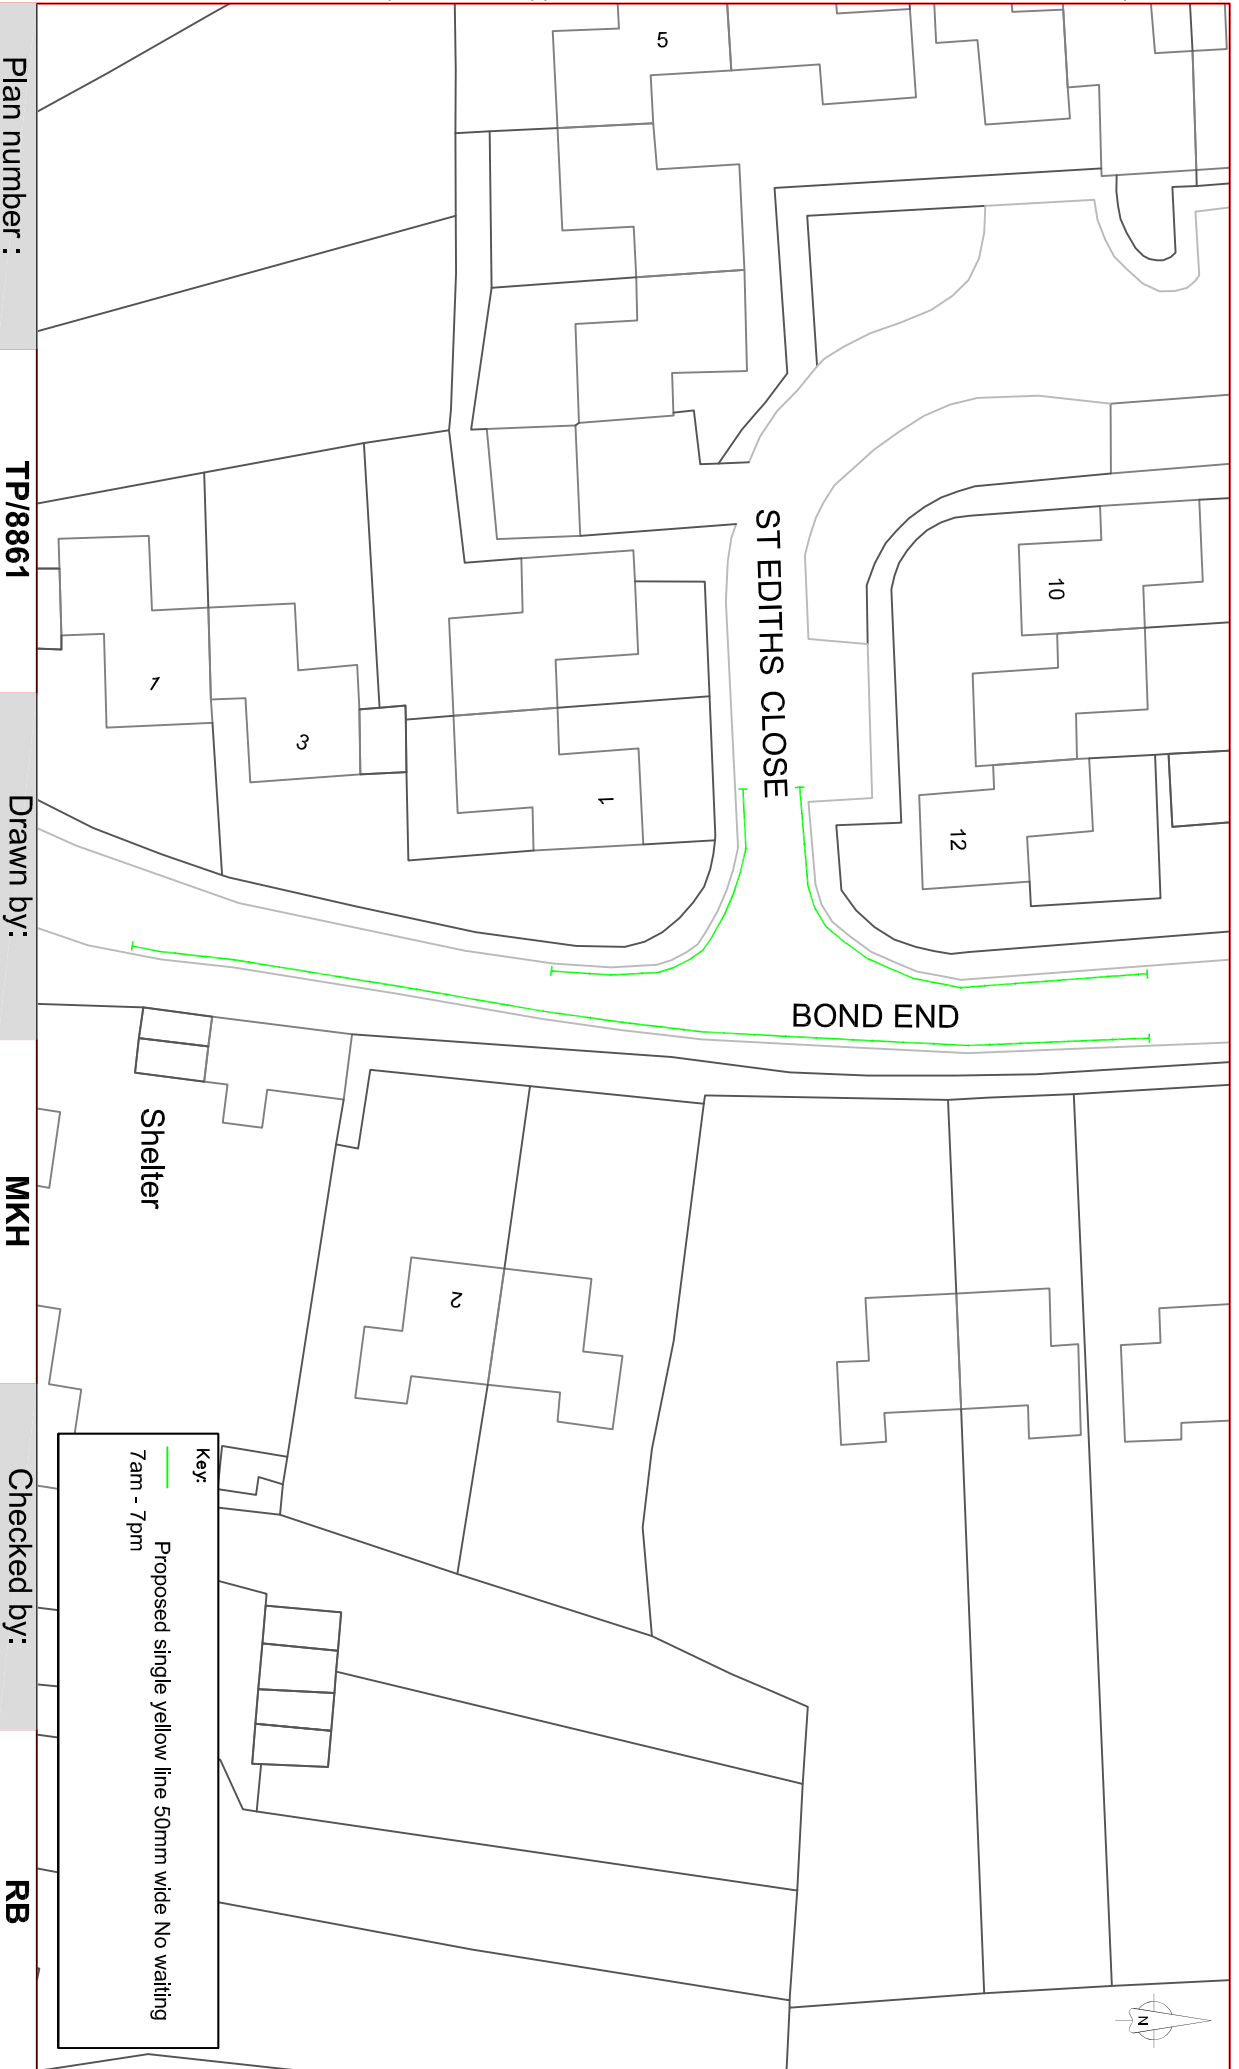 5
ST EDITHS CLOSE
10
12
1
3
1
BOND END
Shelter
2
Key:
Proposed single yellow line 50mm wide No waiting
7am - 7pm
N
Plan number :
TP/8861
Drawn by:
MKH
Checked by:
RB